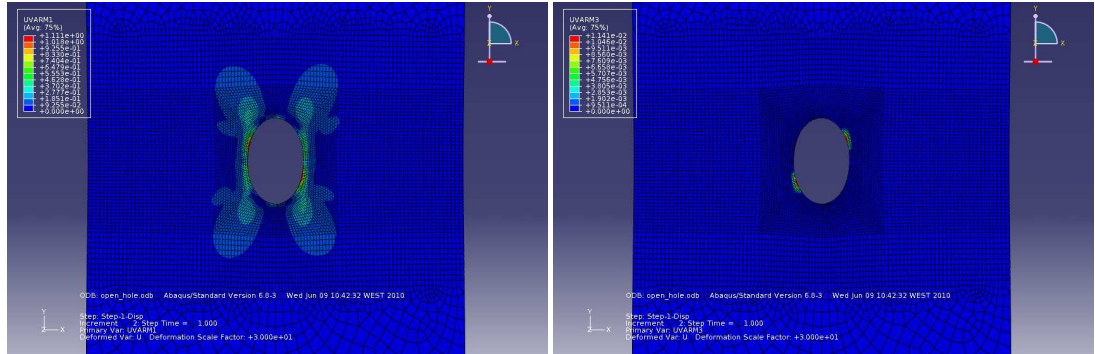 UVARM1
(Avg: 75%)
+1.111e+00
+1.018e+00
+9.255e-01
+8.330e-01
+7.404e-01
+6.479e-01
+5.553e-01
+4.628e-01
+3.702e-01
+2.777e-01
+1.851e-01
+9.255e-02
+0.000e+00
Y
Z
X
ODB: open_hole.odb Abaqus/Standard Version 6.8-3 Wed Jun 09 10:42:32 WEST 2010
Y
Z X
Step: Step-1-Disp
Increment 2: Step Time = 1.000
Primary Var: UVARM1
Deformed Var: U Deformation Scale Factor: +3.000e+01
UVARM3
(Avg: 75%)
+1.141e-02
+1.046e-02
+9.511e-03
+8.560e-03
+7.609e-03
+6.658e-03
+5.707e-03
+4.756e-03
+3.805e-03
+2.853e-03
+1.902e-03
+9.511e-04
+0.000e+00
Y
Z
X
ODB: open_hole.odb Abaqus/Standard Version 6.8-3 Wed Jun 09 10:42:32 WEST 2010
Y
Z X
Step: Step-1-Disp
Increment 2: Step Time = 1.000
Primary Var: UVARM3
Deformed Var: U Deformation Scale Factor: +3.000e+01